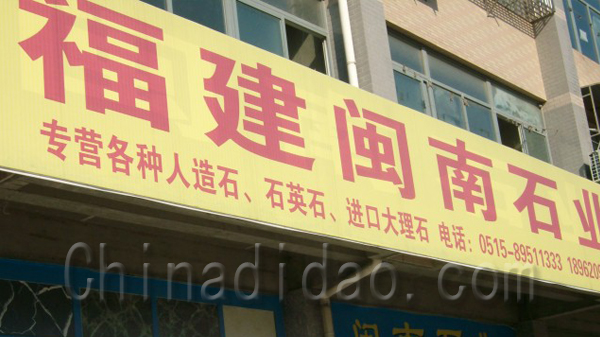 福建闽南石业
专营各种人造石、石英石、进口大理石 电话：0515-89511333 189620
Chinadidao.com